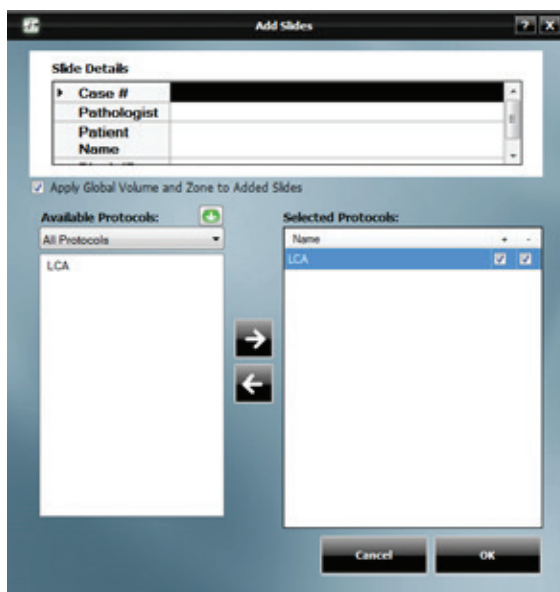 Add Slides
? X
Slide Details
Case #
Pathologist
Patient
Name
Apply Global Volume and Zone to Added Slides
Available Protocols:
Selected Protocols:
All Protocols
Name + -
LCA
LCA
Cancel
OK